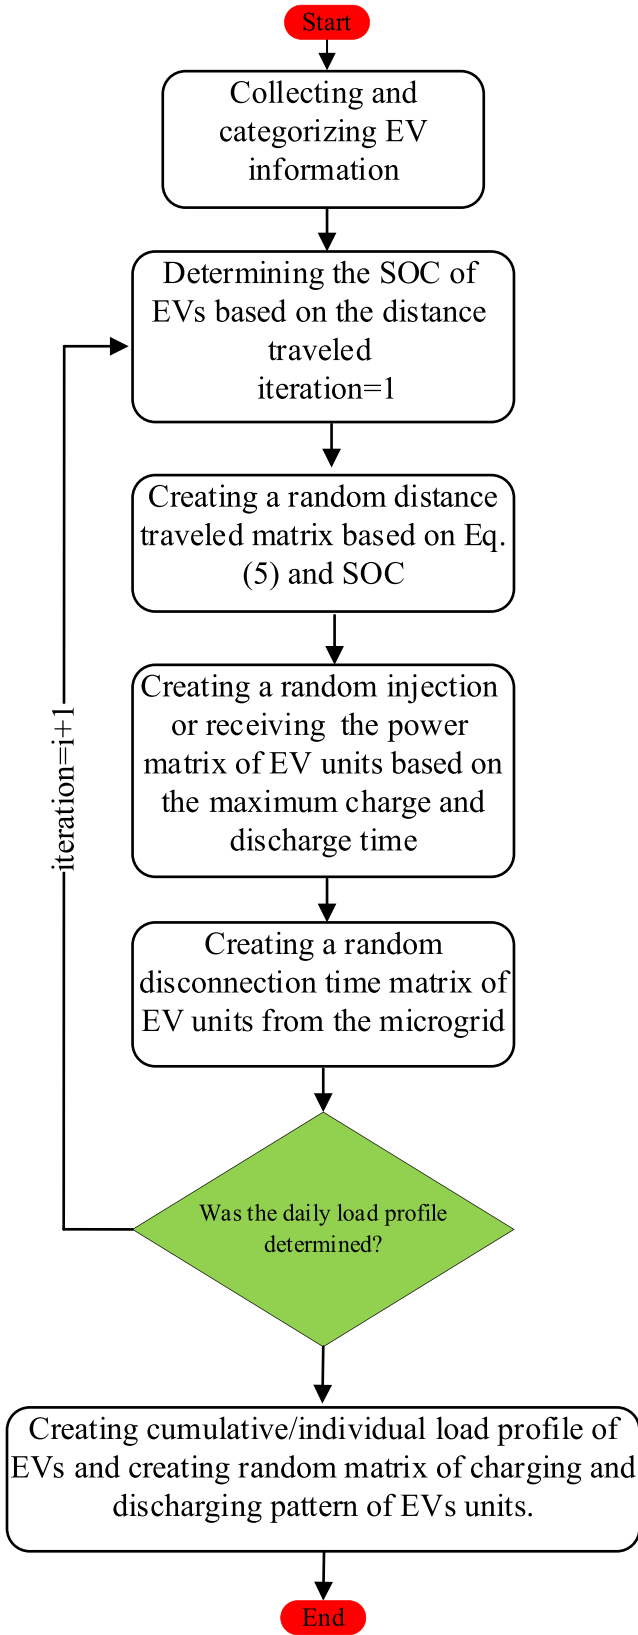 Start
Collecting and
categorizing EV
information
Determining the SOC of
EVs based on the distance
traveled
iteration=1
Creating a random distance
traveled matrix based on Eq.
(5) and SOC
Creating a random injection
or receiving the power
matrix of EV units based on
the maximum charge and
discharge time
iteration=i+1
Creating a random
disconnection time matrix of
EV units from the microgrid
Was the daily load profile
determined?
Creating cumulative/individual load profile of
EVs and creating random matrix of charging and
discharging pattern of EVs units.
End